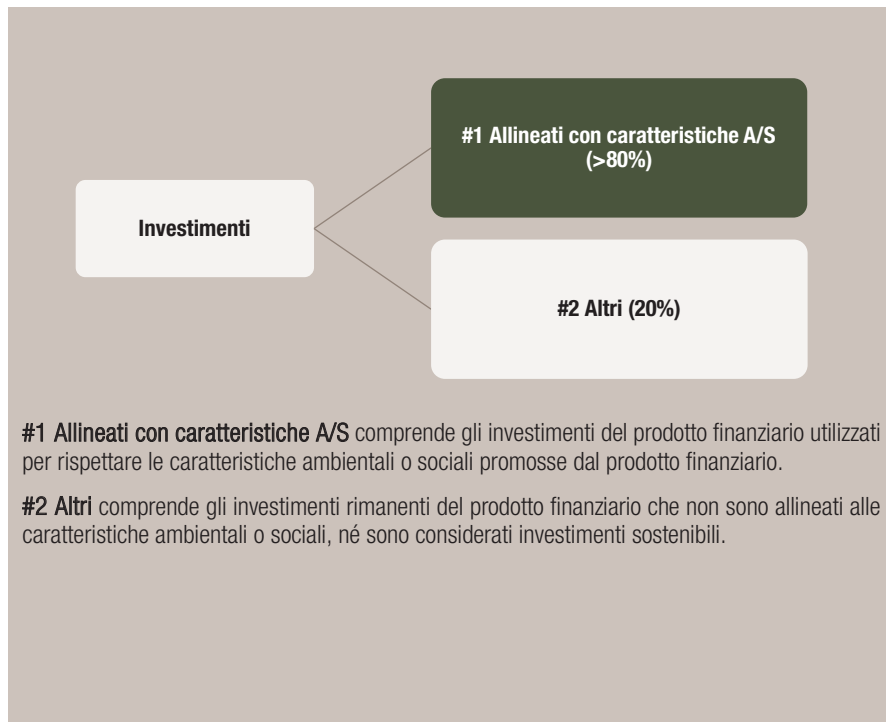 #1 Allineati con caratteristiche A/S
(>80%)
Investimenti
#2 Altri (20%)
#1 Allineati con caratteristiche A/S comprende gli investimenti del prodotto finanziario utilizzati
per rispettare le caratteristiche ambientali o sociali promosse dal prodotto finanziario.
#2 Altri comprende gli investimenti rimanenti del prodotto finanziario che non sono allineati alle
caratteristiche ambientali o sociali, né sono considerati investimenti sostenibili.